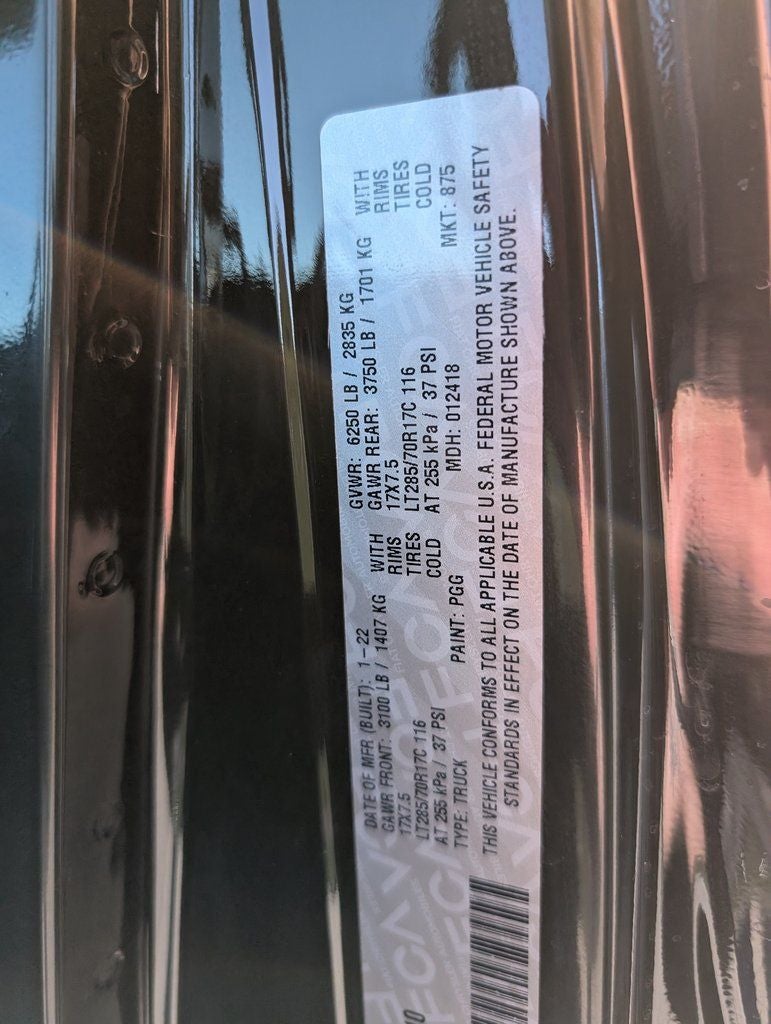 DATE OF MFR (BUILT): 1-22 GVWR: 6250 LB / 2835 KG
GAWR FRONT: 3100 LB / 1407 KG WITH GAWR REAR: 3750 LB / 1701 KG WITH
17X7.5 RIMS 17X7.5 RIMS
LT285/70R17C 116 TIRES LT285/70R17C 116 TIRES
AT 255 kPa / 37 PSI COLD AT 255 kPa / 37 PSI COLD
TYPE: TRUCK PAINT: PGG MDH: 012418 MKT: 875
THIS VEHICLE CONFORMS TO ALL APPLICABLE U.S.A. FEDERAL MOTOR VEHICLE SAFETY
STANDARDS IN EFFECT ON THE DATE OF MANUFACTURE SHOWN ABOVE.